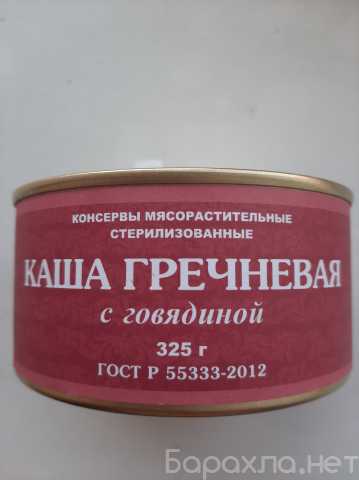 КОНСЕРВЫ МЯСОРАСТИТЕЛЬНЫЕ
СТЕРИЛИЗОВАННЫЕ
КАША ГРЕЧНЕВАЯ
с говядиной
325 г
ГОСТ Р 55333-2012
Барахла.нет